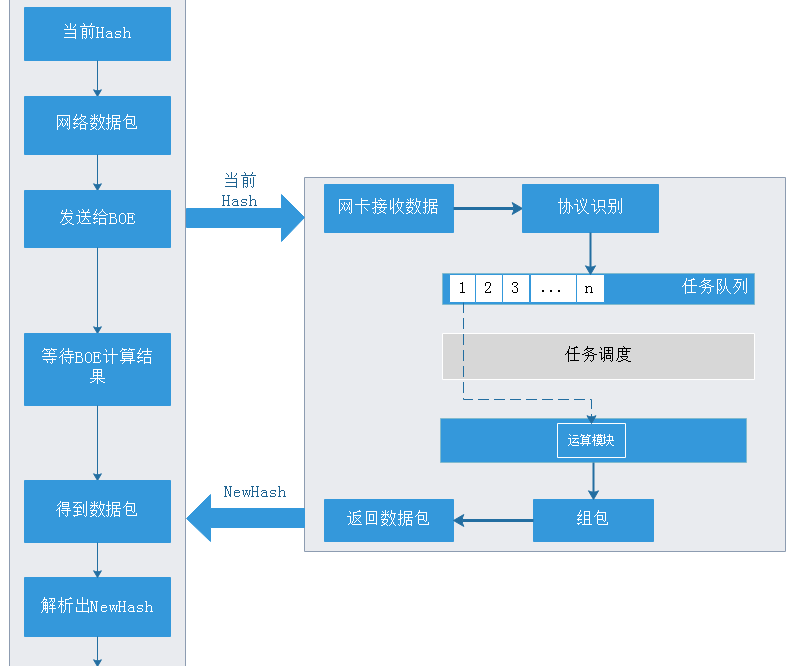 当前Hash
网络数据包
发送给BOE
等待BOE计算结
果
得到数据包
解析出NewHash
当前
Hash
NewHash
网卡接收数据
协议识别
1 2 3 ... n 任务队列
任务调度
运算模块
返回数据包
组包